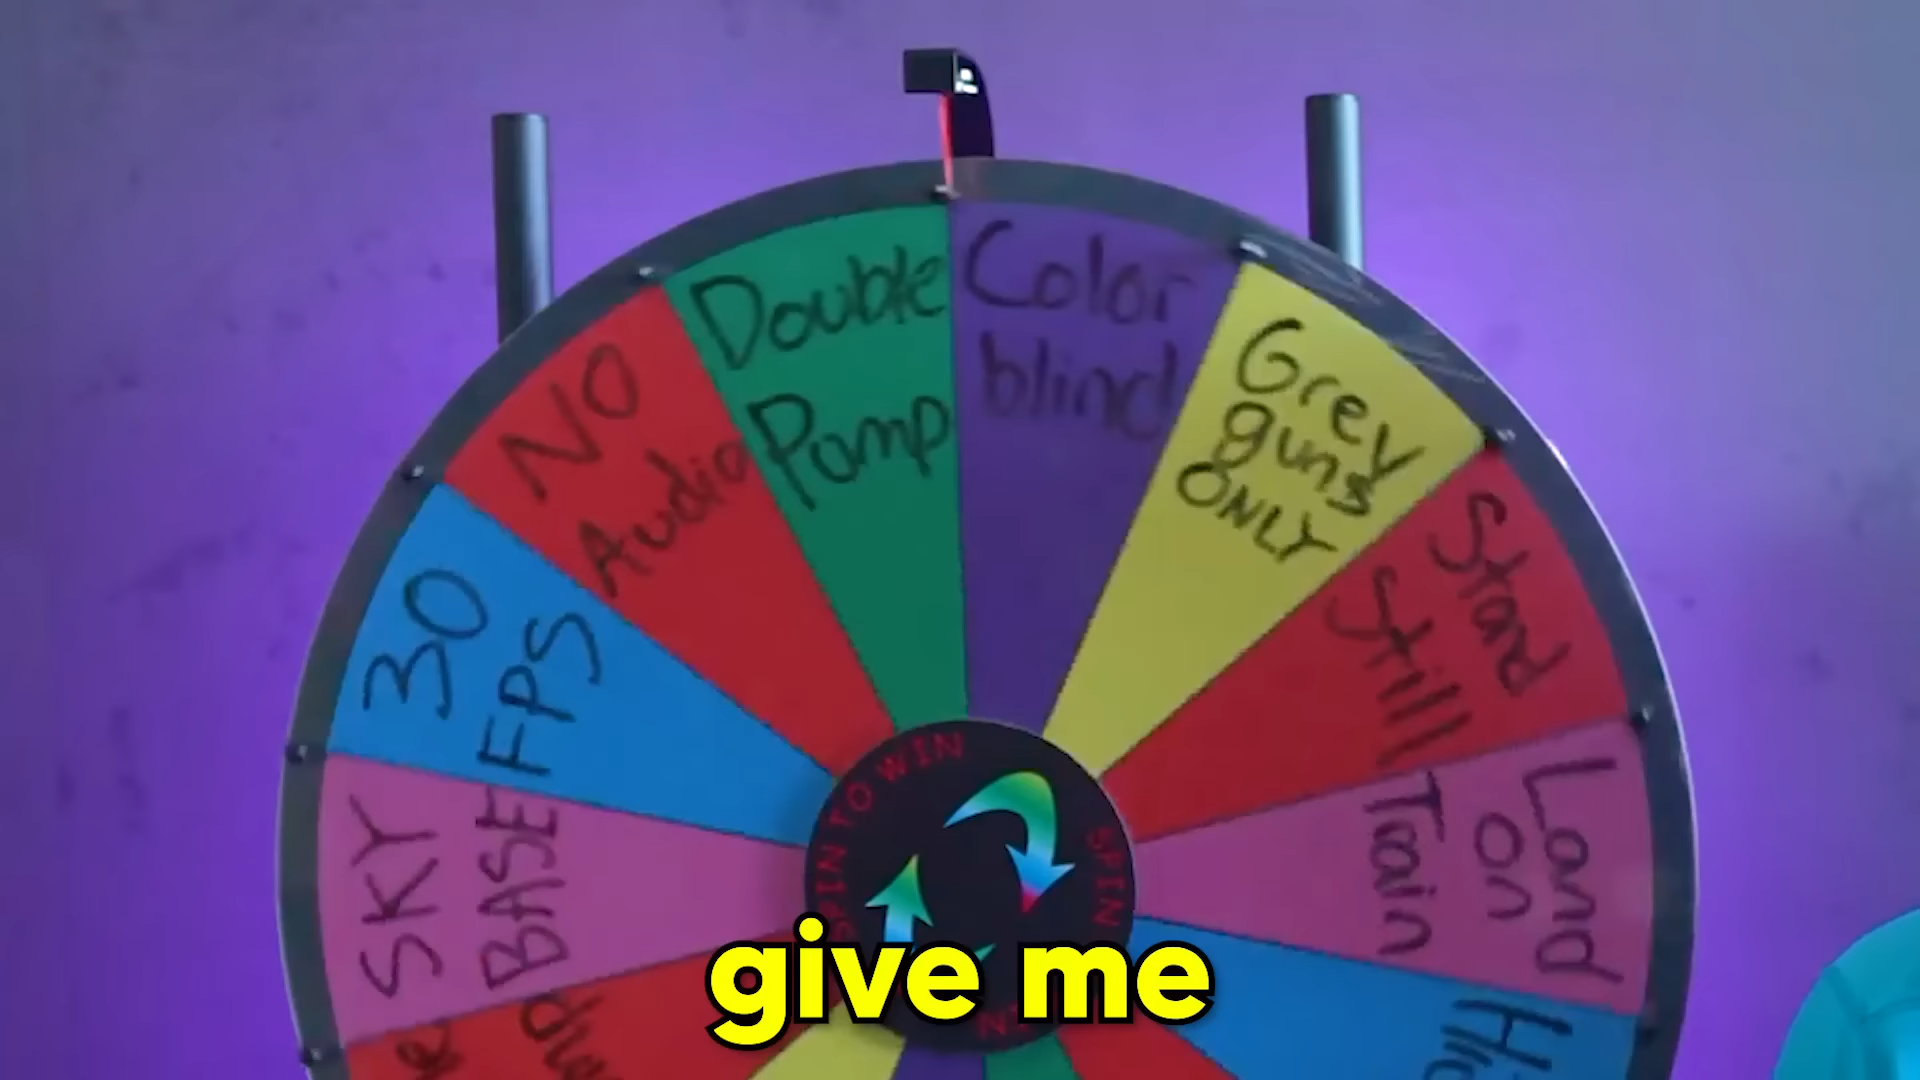 Double
Pump
Color
blind
Grey
guns
ONLY
NO
Audio
Stand
Still
30
FPS
Land
on
Train
SKY
BASE
SPIN TO WIN
SPIN
give me